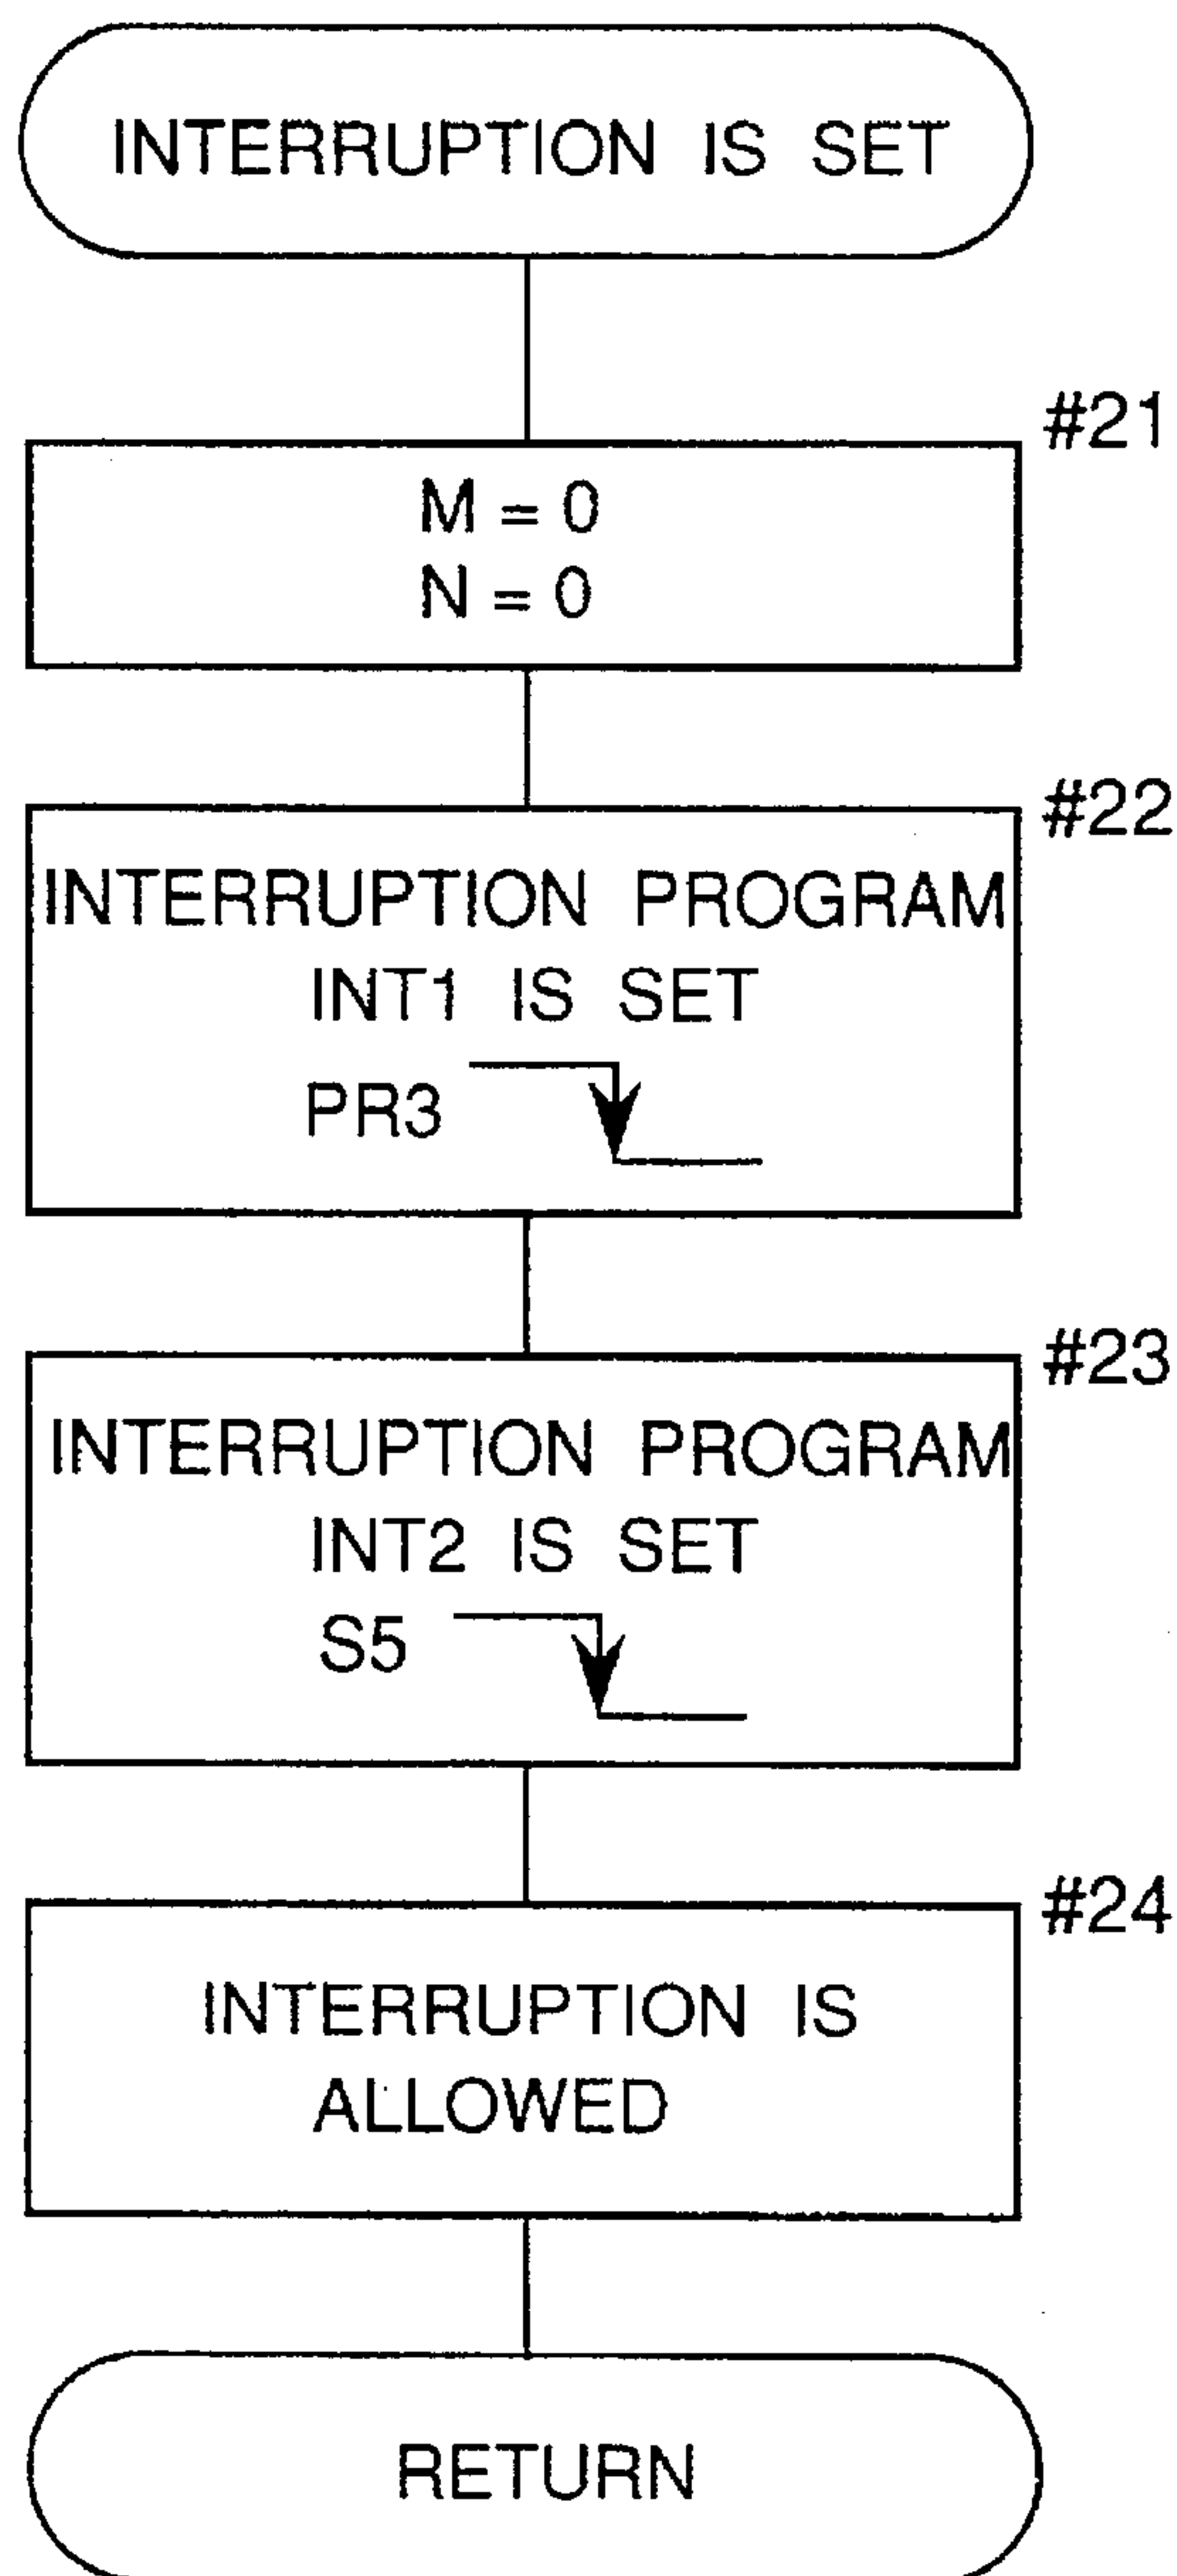 INTERRUPTION IS SET
#21
M = 0
N = 0
#22
INTERRUPTION PROGRAM
INT1 IS SET
PR3
#23
INTERRUPTION PROGRAM
INT2 IS SET
S5
#24
INTERRUPTION IS
ALLOWED
RETURN